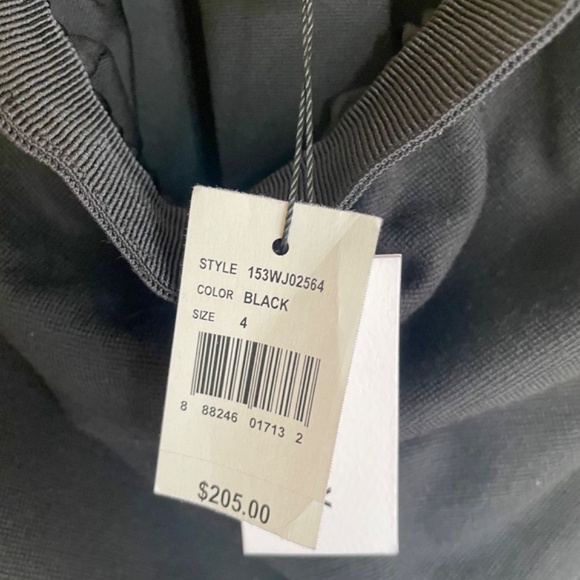 STYLE 153WJ02564
COLOR BLACK
SIZE 4
8 88246 01713 2
$205.00